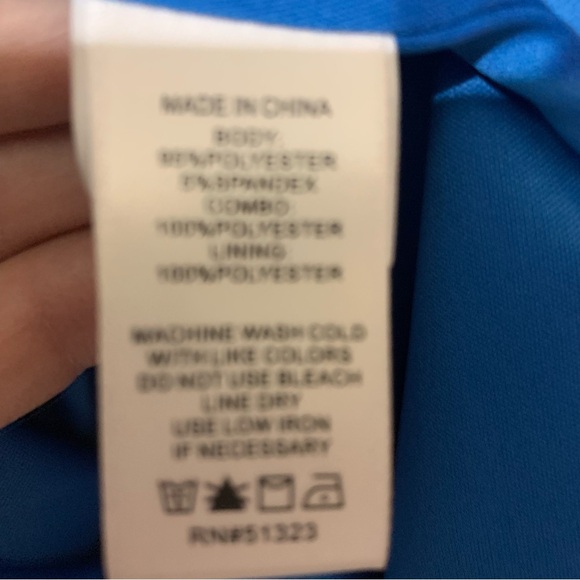 MADE IN CHINA
BODY:
95%POLYESTER
5%SPANDEX
COMBO:
100%POLYESTER
LINING:
100%POLYESTER
MACHINE WASH COLD
WITH LIKE COLORS
DO NOT USE BLEACH
LINE DRY
USE LOW IRON
IF NECESSARY
RN#51323